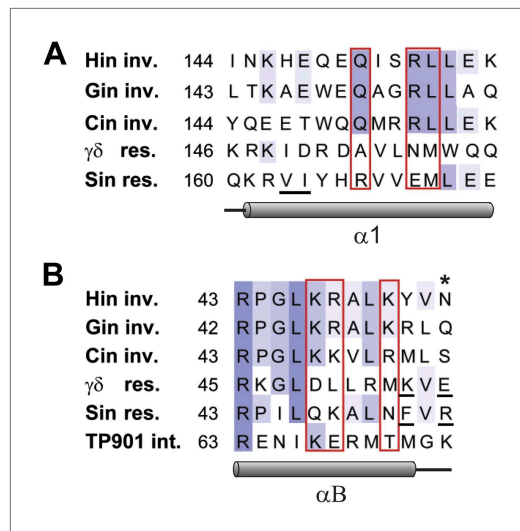 A
Hin inv. 144 I N K H E Q E Q I S R L L E K
Gin inv. 143 L T K A E W E Q A G R L L A Q
Cin inv. 144 Y Q E E T W Q Q M R R L L E K
γδ res. 146 K R K I D R D A V L N M W Q Q
Sin res. 160 Q K R V I Y H R V V E M L E E
α1
B
*
Hin inv. 43 R P G L K R A L K Y V N
Gin inv. 42 R P G L K R A L K R L Q
Cin inv. 43 R P G L K K V L R M L S
γδ res. 45 R K G L D L L R M K V E
Sin res. 43 R P I L Q K A L N F V R
TP901 int. 63 R E N I K E R M T M G K
αB